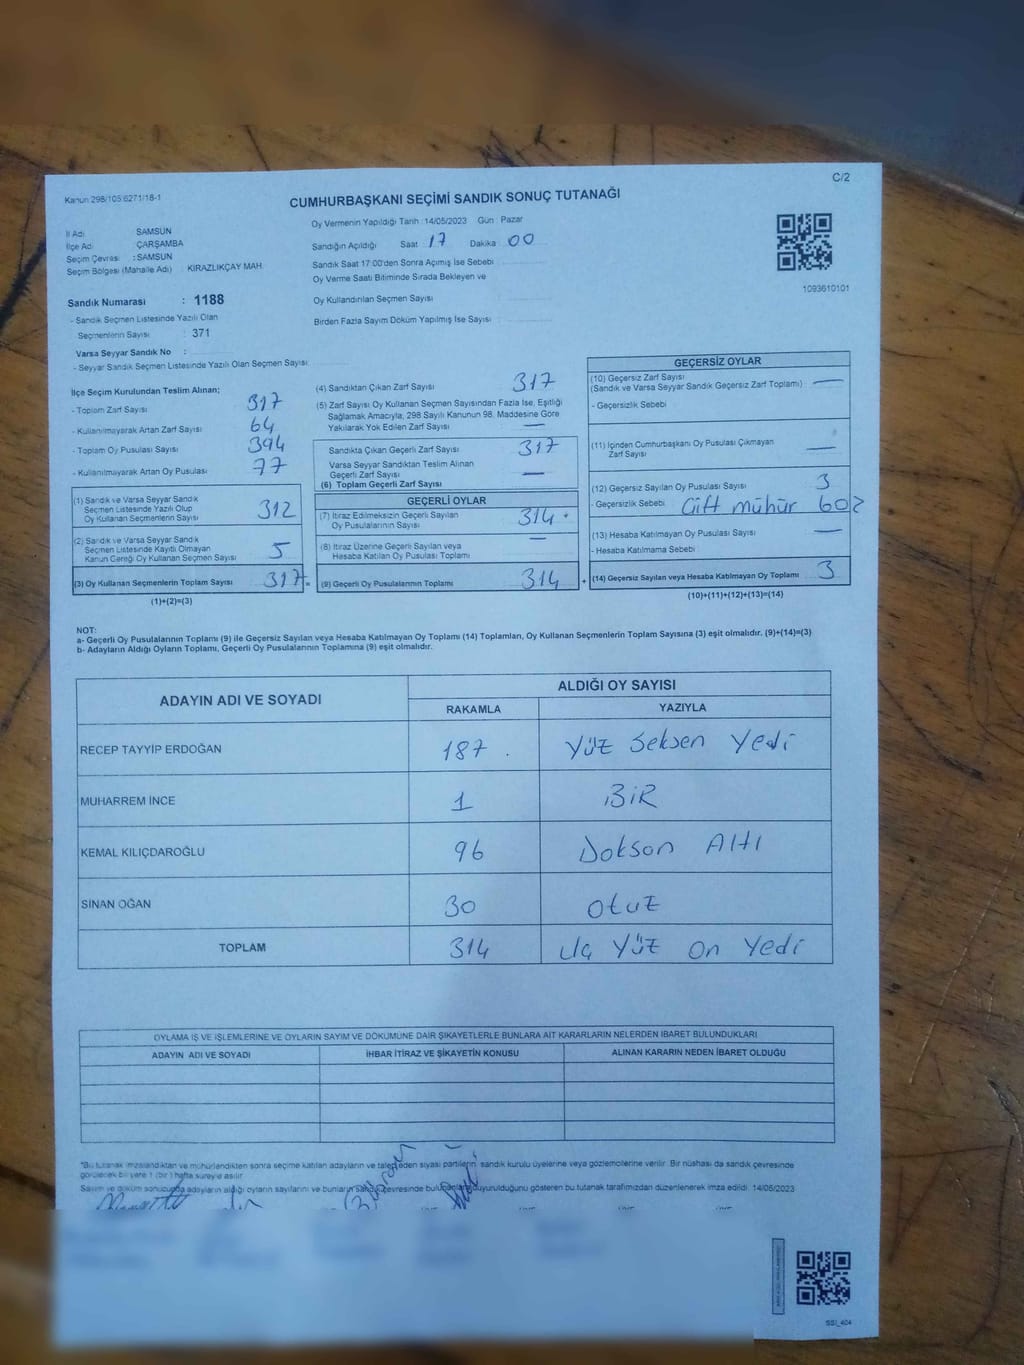 C/2
Kanun 298/105:6271/18-1
CUMHURBAŞKANI SEÇİMİ SANDIK SONUÇ TUTANAĞI
İl Adı SAMSUN
İlçe Adı ÇARŞAMBA
Seçim Çevresi : SAMSUN
Seçim Bölgesi (Mahalle Adı) : KİRAZLIKÇAY MAH.
Sandık Numarası : 1188
- Sandık Seçmen Listesinde Yazılı Olan
Seçmenlerin Sayısı : 371
Varsa Seyyar Sandık No :
- Seyyar Sandık Seçmen Listesinde Yazılı Olan Seçmen Sayısı
Oy Vermenin Yapıldığı Tarih 14/05/2023 Gün : Pazar
Sandığın Açıldığı Saat 17 Dakika 00
Sandık Saat 17:00'den Sonra Açımış İse Sebebi
Oy Verme Saati Bitiminde Sırada Bekleyen ve
Oy Kullandırılan Seçmen Sayısı
Birden Fazla Sayım Döküm Yapılmış İse Sayısı
1093610101
İlçe Seçim Kurulundan Teslim Alınan;
- Toplam Zarf Sayısı 317
- Kullanılmayarak Artan Zarf Sayısı 64
- Toplam Oy Pusulası Sayısı 394
- Kullanılmayarak Artan Oy Pusulası 77
(1) Sandık ve Varsa Seyyar Sandık
Seçmen Listesinde Yazılı Olup
Oy Kullanan Seçmenlerin Sayısı 312
(2) Sandık ve Varsa Seyyar Sandık
Seçmen Listesinde Kayıtlı Olmayan
Kanun Gereği Oy Kullanan Seçmen Sayısı 5
(3) Oy Kullanan Seçmenlerin Toplam Sayısı 317 =
(1)+(2)=(3)
(4) Sandıktan Çıkan Zarf Sayısı 317
(5) Zarf Sayısı Oy Kullanan Seçmen Sayısından Fazla İse, Eşitliği
Sağlamak Amacıyla, 298 Sayılı Kanunun 98. Maddesine Göre
Yakılarak Yok Edilen Zarf Sayısı —
Sandıkta Çıkan Geçerli Zarf Sayısı 317
Varsa Seyyar Sandıktan Teslim Alınan
Geçerli Zarf Sayısı —
(6) Toplam Geçerli Zarf Sayısı
GEÇERLİ OYLAR
(7) İtiraz Edilmeksizin Geçerli Sayılan
Oy Pusulalarının Sayısı 314
(8) İtiraz Üzerine Geçerli Sayılan veya
Hesaba Katılan Oy Pusulaları Toplamı —
(9) Geçerli Oy Pusulalarının Toplamı 314 +
GEÇERSİZ OYLAR
(10) Geçersiz Zarf Sayısı
(Sandık ve Varsa Seyyar Sandık Geçersiz Zarf Toplamı) —
- Geçersizlik Sebebi
(11) İçinden Cumhurbaşkanı Oy Pusulası Çıkmayan
Zarf Sayısı —
(12) Geçersiz Sayılan Oy Pusulası Sayısı 3
- Geçersizlik Sebebi Çift mühür
(13) Hesaba Katılmayan Oy Pusulası Sayısı —
- Hesaba Katılmama Sebebi
(14) Geçersiz Sayılan veya Hesaba Katılmayan Oy Toplamı 3
(10)+(11)+(12)+(13)=(14)
NOT:
a- Geçerli Oy Pusulalarının Toplamı (9) ile Geçersiz Sayılan veya Hesaba Katılmayan Oy Toplamı (14) Toplamları, Oy Kullanan Seçmenlerin Toplam Sayısına (3) eşit olmalıdır. (9)+(14)=(3)
b- Adayların Aldığı Oyların Toplamı, Geçerli Oy Pusulalarının Toplamına (9) eşit olmalıdır.
ADAYIN ADI VE SOYADI ALDIĞI OY SAYISI
RAKAMLA YAZIYLA
RECEP TAYYİP ERDOĞAN 187 Yüz Seksen Yedi
MUHARREM İNCE 1 BİR
KEMAL KILIÇDAROĞLU 96 Doksan Altı
SİNAN OĞAN 30 Otuz
TOPLAM 314 Üç Yüz On Yedi
OYLAMA İŞ VE İŞLEMLERİNE VE OYLARIN SAYIM VE DÖKÜMÜNE DAİR ŞİKAYETLERLE BUNLARA AİT KARARLARIN NELERDEN İBARET BULUNDUKLARI
ADAYIN ADI VE SOYADI İHBAR İTİRAZ VE ŞİKAYETİN KONUSU ALINAN KARARIN NEDEN İBARET OLDUĞU
*Bu tutanak imzalandıktan ve mühürlendikten sonra seçime katılan adayların ve talep eden siyasi partilerin sandık kurulu üyelerine veya gözlemcilerine verilir. Bir nüshası da sandık çevresinde
görülecek bir yere 1 (bir) hafta süreyle asılır
Sayım ve döküm sonucunda adayların aldığı oyların sayılarını ve bunların sandık çevresinde duyurulduğunu gösteren bu tutanak tarafımızdan düzenlenerek imza edildi. 14/05/2023
SSİ_404